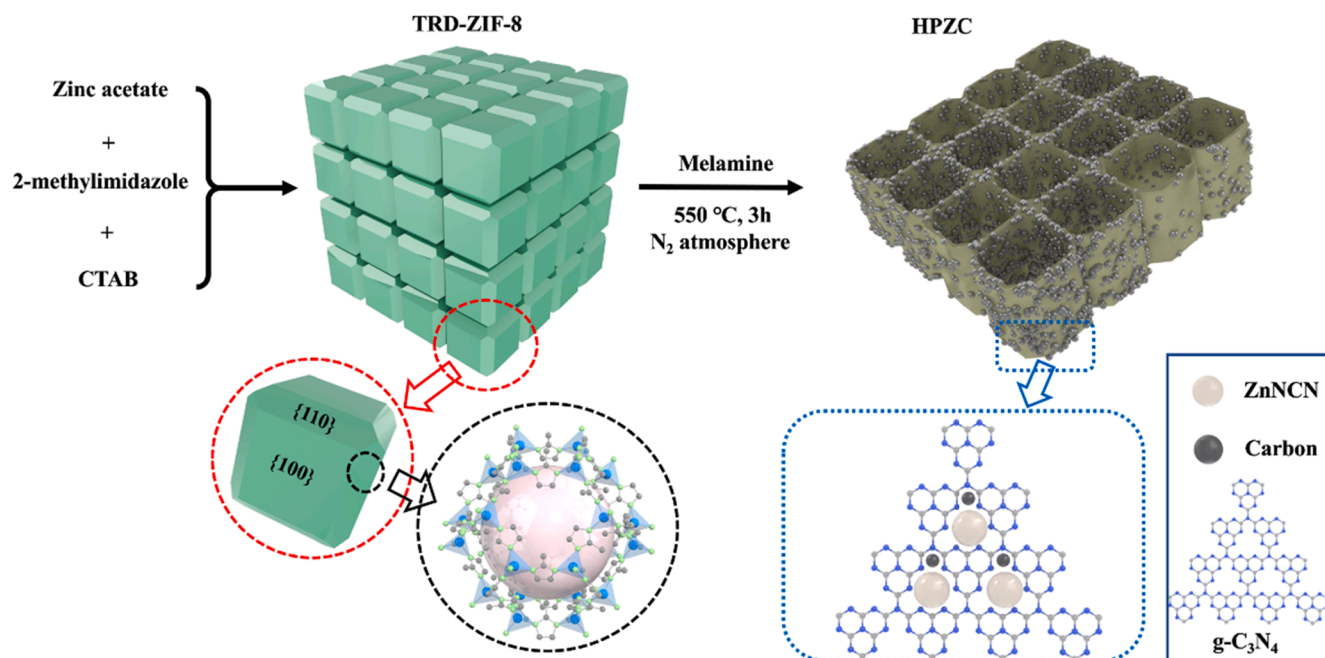 TRD-ZIF-8
HPZC
Zinc acetate
+
2-methylimidazole
+
CTAB
Melamine
550 °C, 3h
N₂ atmosphere
{110}
{100}
ZnNCN
Carbon
g-C₃N₄